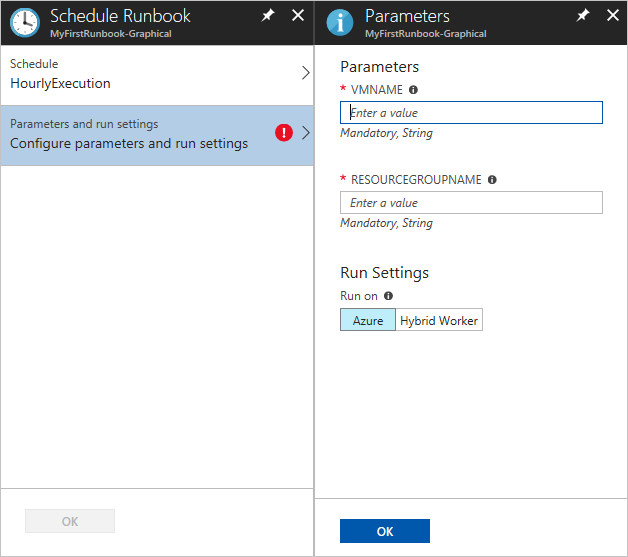 Schedule Runbook
MyFirstRunbook-Graphical
Schedule
HourlyExecution
Parameters and run settings
Configure parameters and run settings
OK
Parameters
MyFirstRunbook-Graphical
Parameters
* VMNAME
Enter a value
Mandatory, String
* RESOURCEGROUPNAME
Enter a value
Mandatory, String
Run Settings
Run on
Azure Hybrid Worker
OK